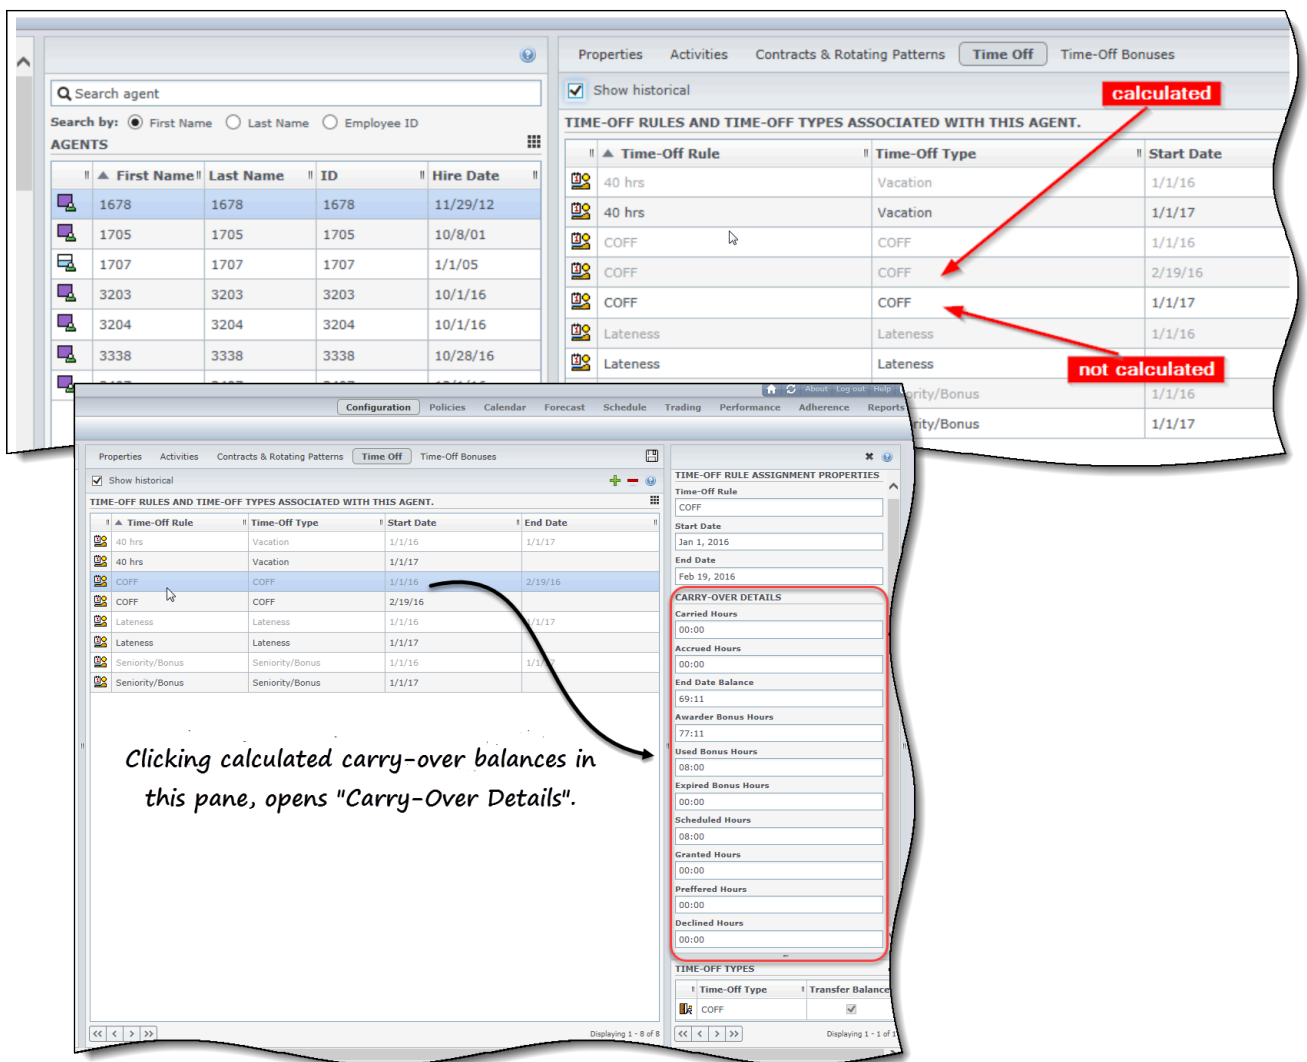 Search agent
Search by: First Name Last Name Employee ID
AGENTS
First Name Last Name ID Hire Date
1678 1678 1678 11/29/12
1705 1705 1705 10/8/01
1707 1707 1707 1/1/05
3203 3203 3203 10/1/16
3204 3204 3204 10/1/16
3338 3338 3338 10/28/16
Properties Activities Contracts & Rotating Patterns Time Off Time-Off Bonuses
Show historical
calculated
TIME-OFF RULES AND TIME-OFF TYPES ASSOCIATED WITH THIS AGENT.
Time-Off Rule Time-Off Type Start Date
40 hrs Vacation 1/1/16
40 hrs Vacation 1/1/17
COFF COFF 1/1/16
COFF COFF 2/19/16
COFF COFF 1/1/17
Lateness Lateness 1/1/16
Lateness Lateness
not calculated
1/1/16
1/1/17
About Log out Help
Configuration Policies Calendar Forecast Schedule Trading Performance Adherence Reports
Properties Activities Contracts & Rotating Patterns Time Off Time-Off Bonuses
Show historical
TIME-OFF RULES AND TIME-OFF TYPES ASSOCIATED WITH THIS AGENT.
Time-Off Rule Time-Off Type Start Date End Date
40 hrs Vacation 1/1/16 1/1/17
40 hrs Vacation 1/1/17
COFF COFF 1/1/16 2/19/16
COFF COFF 2/19/16
Lateness Lateness 1/1/16 1/1/17
Lateness Lateness 1/1/17
Seniority/Bonus Seniority/Bonus 1/1/16
Seniority/Bonus Seniority/Bonus 1/1/17
Clicking calculated carry-over balances in
this pane, opens "Carry-Over Details".
Displaying 1 - 8 of 8
TIME-OFF RULE ASSIGNMENT PROPERTIES
Time-Off Rule
COFF
Start Date
Jan 1, 2016
End Date
Feb 19, 2016
CARRY-OVER DETAILS
Carried Hours
00:00
Accrued Hours
00:00
End Date Balance
69:11
Awarder Bonus Hours
77:11
Used Bonus Hours
08:00
Expired Bonus Hours
00:00
Scheduled Hours
08:00
Granted Hours
00:00
Preffered Hours
00:00
Declined Hours
00:00
TIME-OFF TYPES
Time-Off Type Transfer Balance
COFF
Displaying 1 - 1 of 1